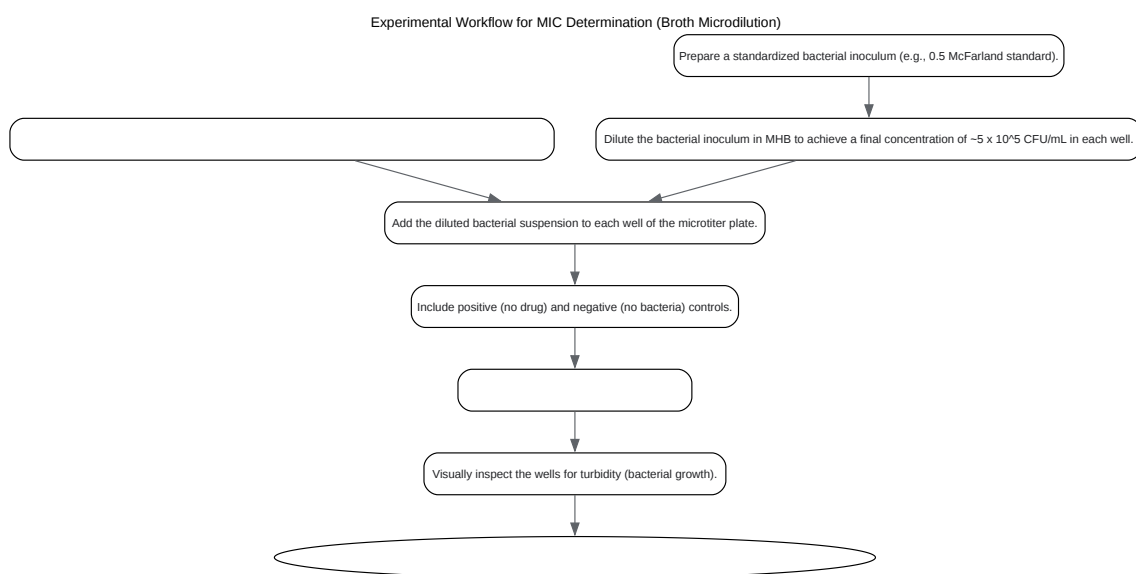 Experimental Workflow for MIC Determination (Broth Microdilution)
Prepare a standardized bacterial inoculum (e.g., 0.5 McFarland standard).
Dilute the bacterial inoculum in MHB to achieve a final concentration of ~5 x 10^5 CFU/mL in each well.
Add the diluted bacterial suspension to each well of the microtiter plate.
Include positive (no drug) and negative (no bacteria) controls.
Visually inspect the wells for turbidity (bacterial growth).